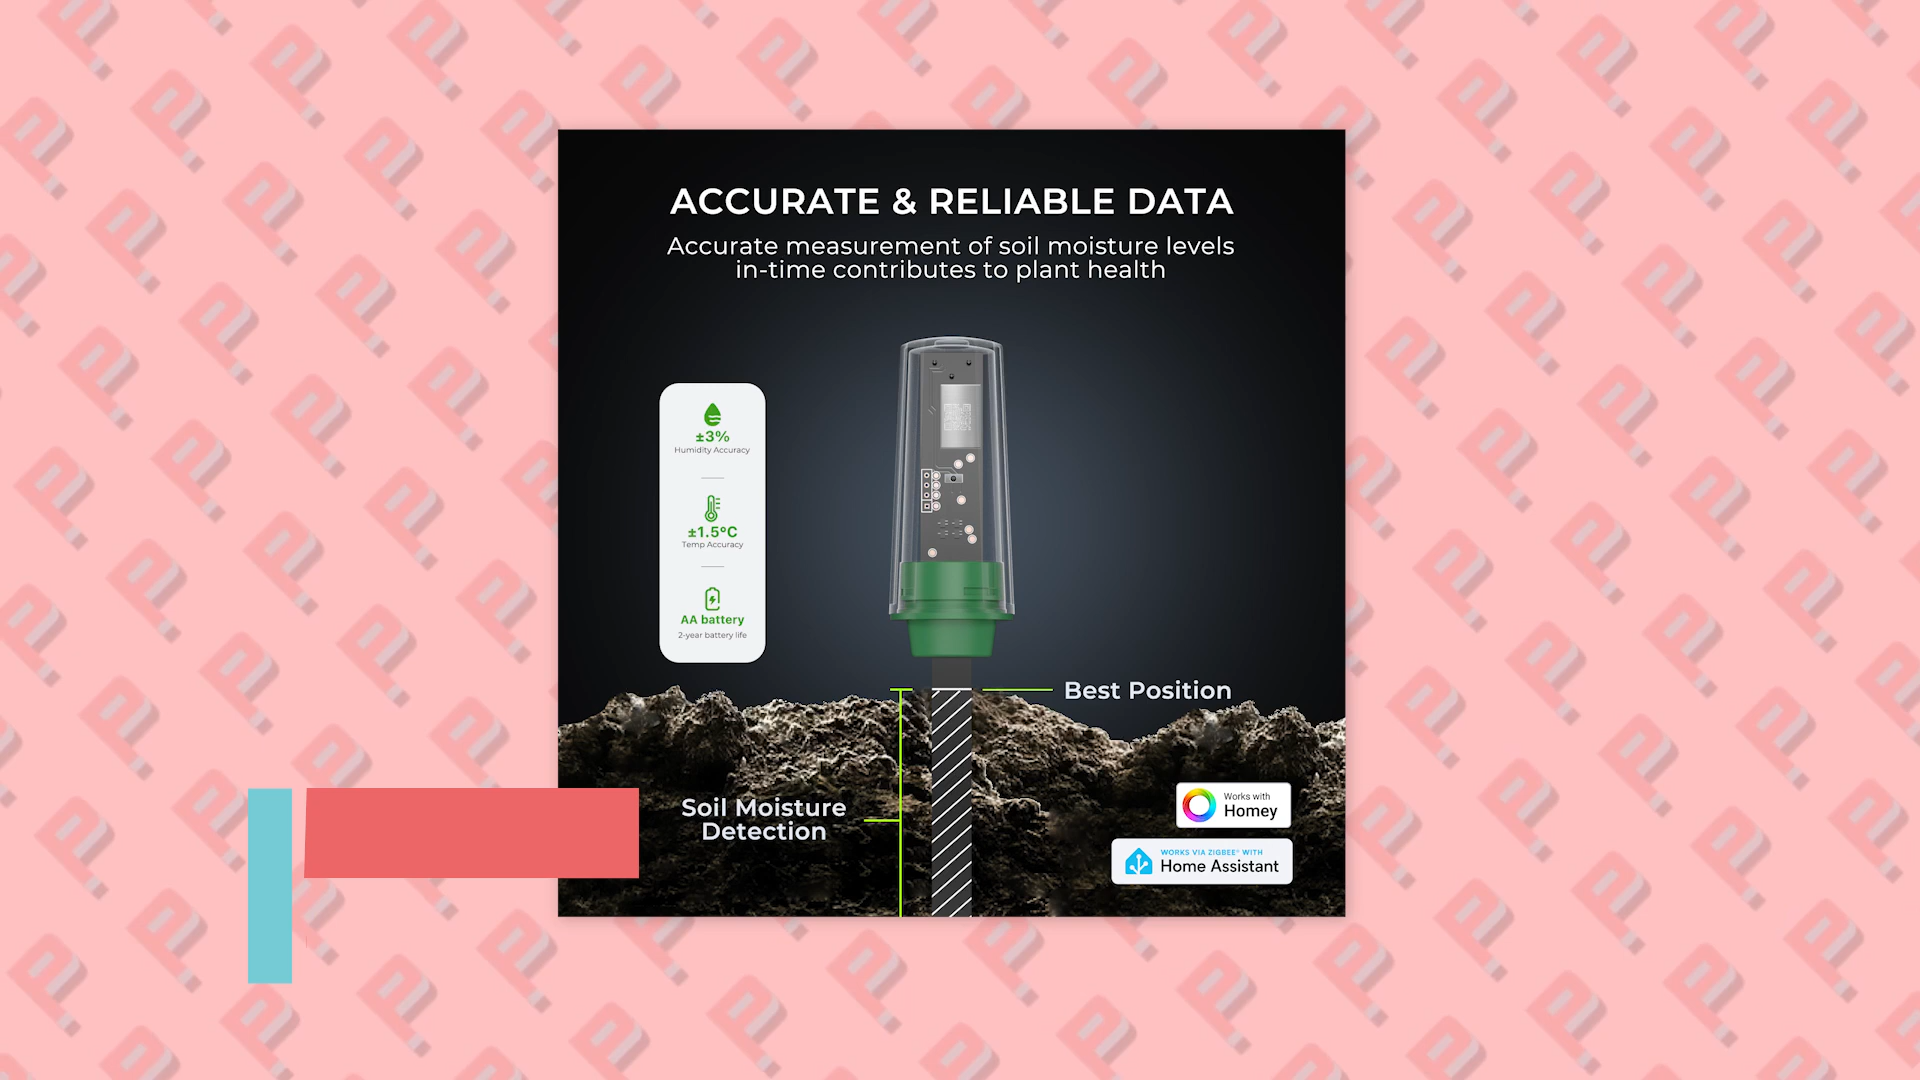 ACCURATE & RELIABLE DATA
Accurate measurement of soil moisture levels
in-time contributes to plant health
±3%
Humidity Accuracy
±1.5°C
Temp Accuracy
AA battery
2-year battery life
Best Position
Soil Moisture
Detection
Works with
Homey
WORKS VIA ZIGBEE® WITH
Home Assistant